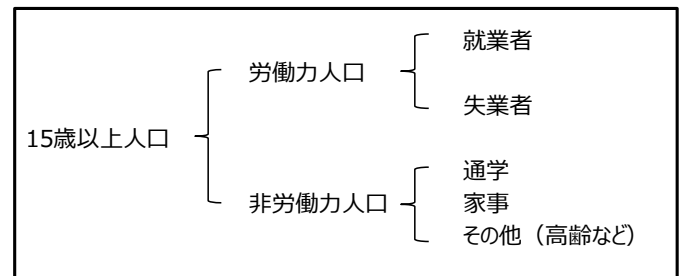 15歳以上人口
労働力人口
就業者
失業者
非労働力人口
通学
家事
その他（高齢など）